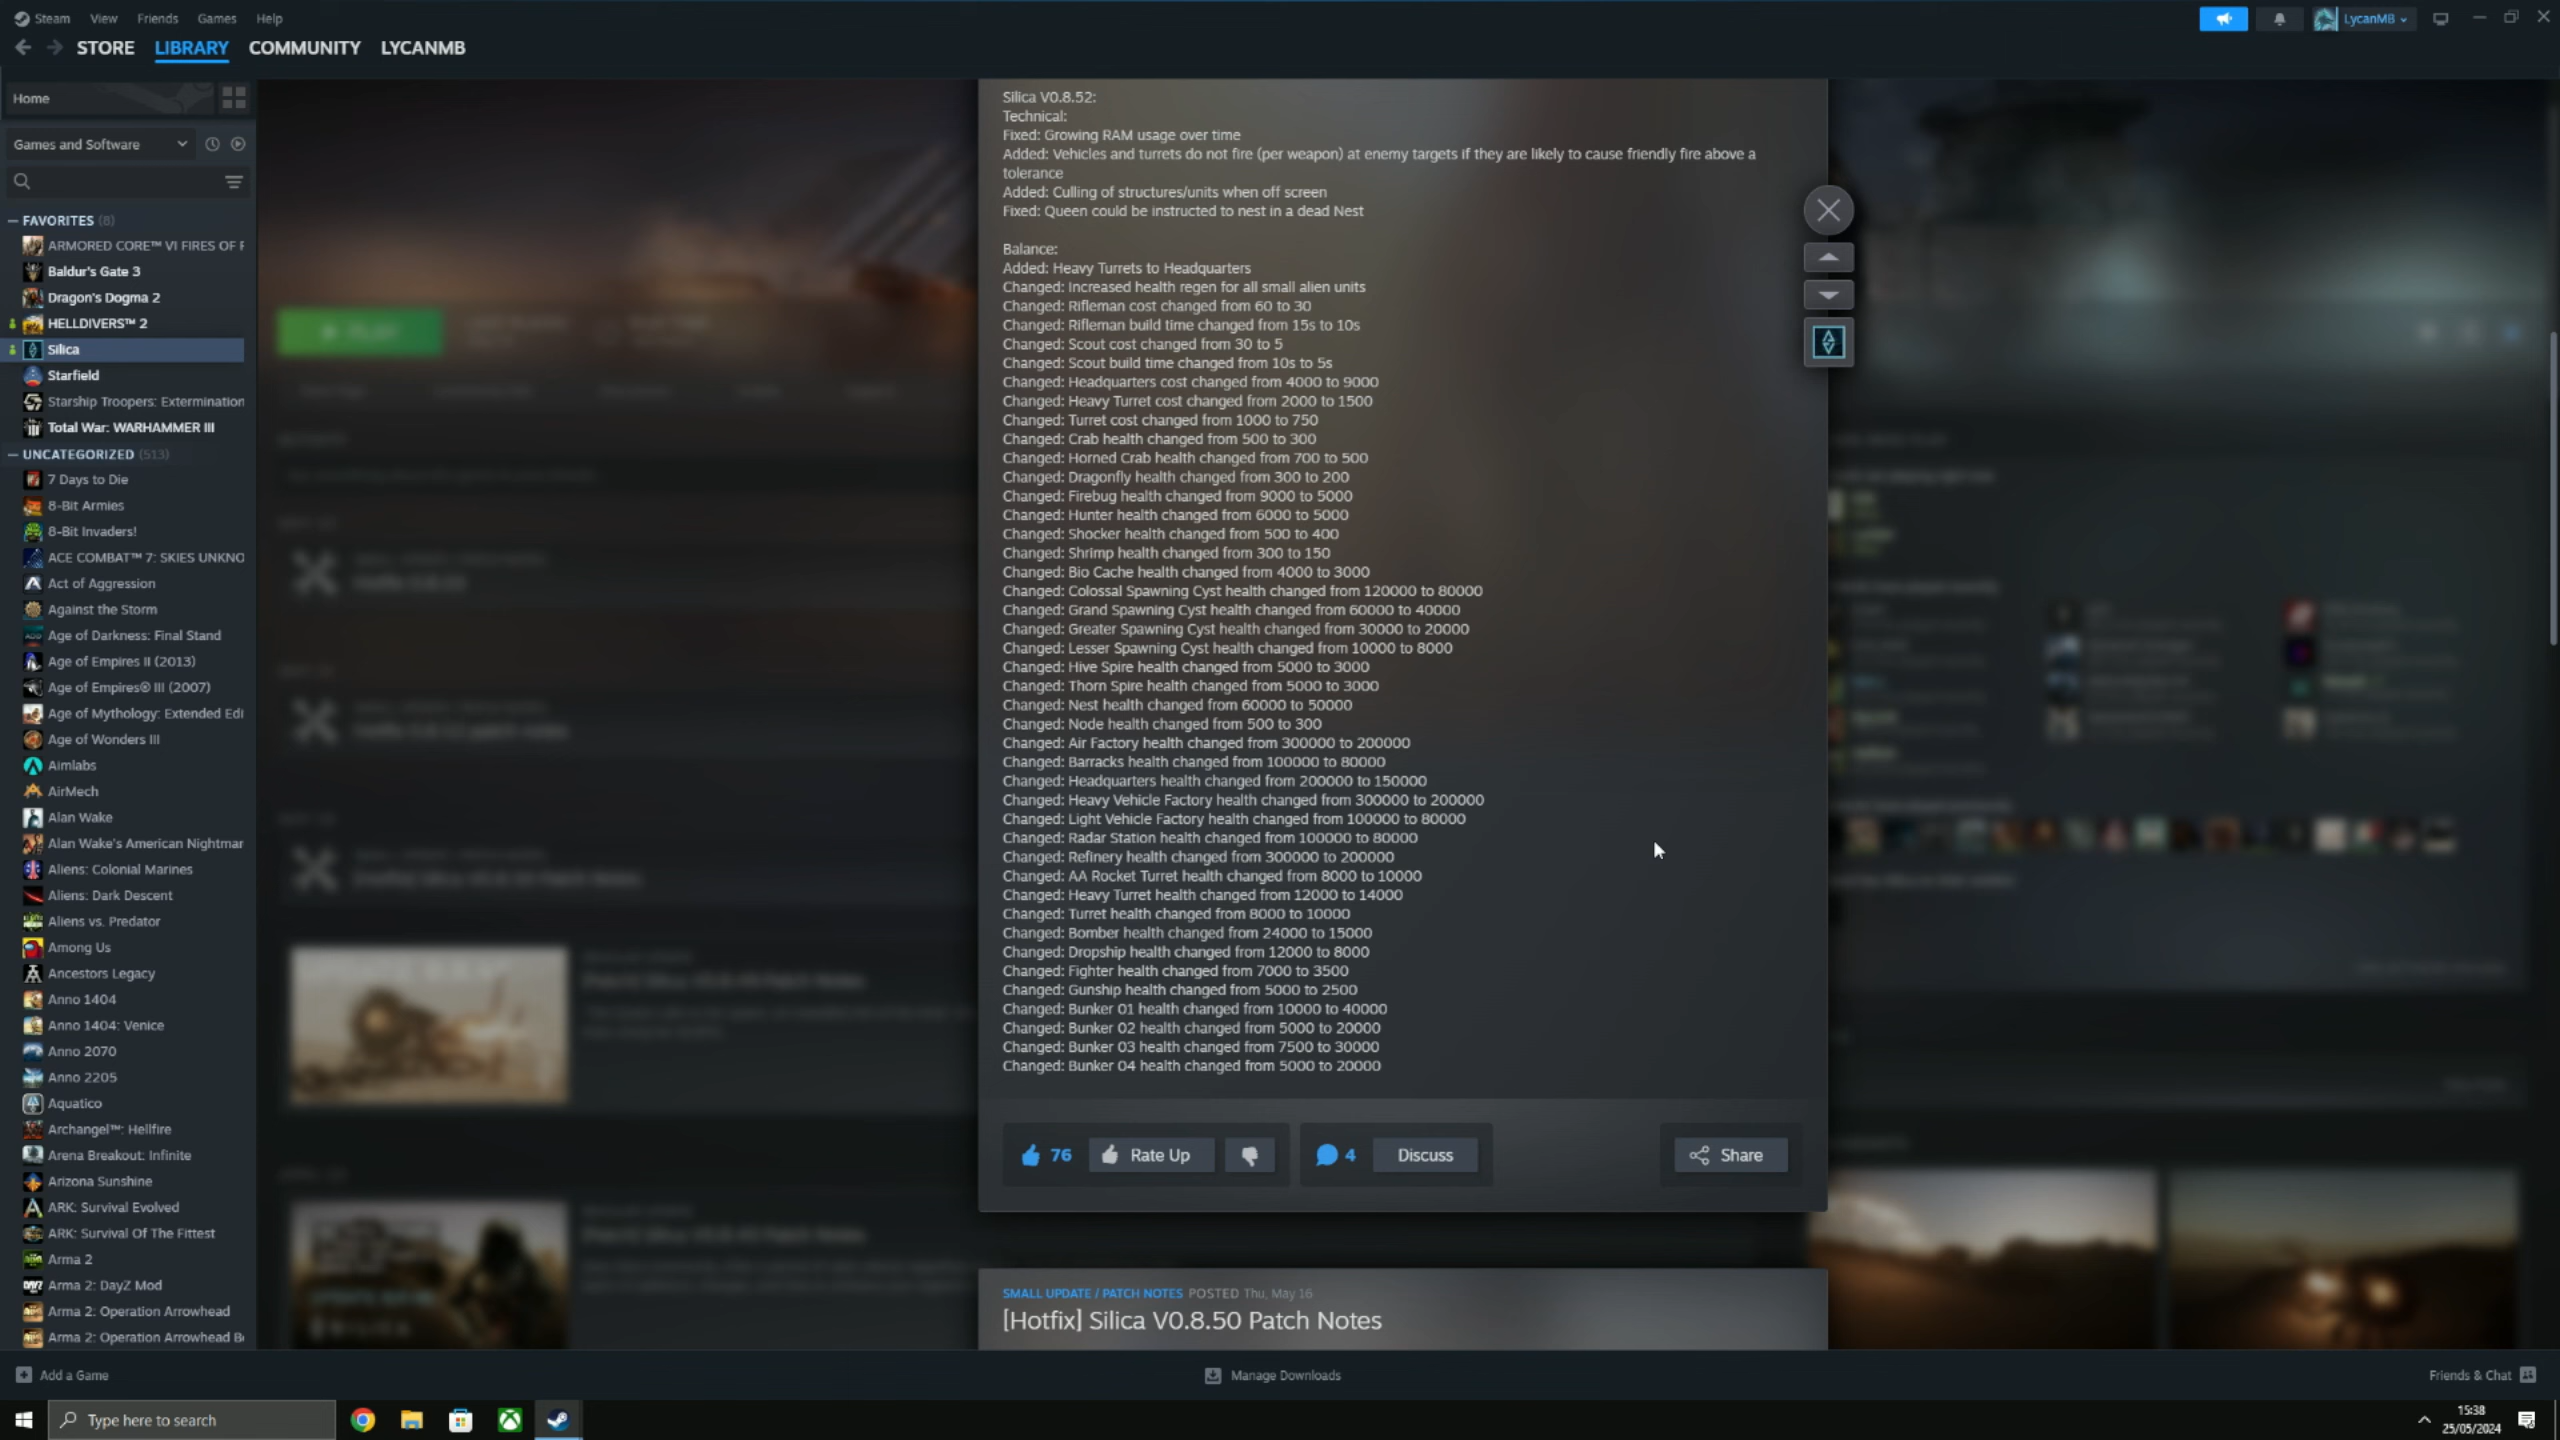 Steam View Friends Games Help
LycanMB
STORE LIBRARY COMMUNITY LYCANMB
Home
Games and Software
FAVORITES (8)
ARMORED CORE™ VI FIRES OF F
Baldur's Gate 3
Dragon's Dogma 2
HELLDIVERS™ 2
Silica
Starfield
Starship Troopers: Extermination
Total War: WARHAMMER III
UNCATEGORIZED (513)
7 Days to Die
8-Bit Armies
8-Bit Invaders!
ACE COMBAT™ 7: SKIES UNKNO
Act of Aggression
Against the Storm
Age of Darkness: Final Stand
Age of Empires II (2013)
Age of Empires® III (2007)
Age of Mythology: Extended Edi
Age of Wonders III
Aimlabs
AirMech
Alan Wake
Alan Wake's American Nightmar
Aliens: Colonial Marines
Aliens: Dark Descent
Aliens vs. Predator
Among Us
Ancestors Legacy
Anno 1404
Anno 1404: Venice
Anno 2070
Anno 2205
Aquatico
Archangel™: Hellfire
Arena Breakout: Infinite
Arizona Sunshine
ARK: Survival Evolved
ARK: Survival Of The Fittest
Arma 2
Arma 2: DayZ Mod
Arma 2: Operation Arrowhead
Arma 2: Operation Arrowhead Be
Silica V0.8.52:
Technical:
Fixed: Growing RAM usage over time
Added: Vehicles and turrets do not fire (per weapon) at enemy targets if they are likely to cause friendly fire above a
tolerance
Added: Culling of structures/units when off screen
Fixed: Queen could be instructed to nest in a dead Nest
Balance:
Added: Heavy Turrets to Headquarters
Changed: Increased health regen for all small alien units
Changed: Rifleman cost changed from 60 to 30
Changed: Rifleman build time changed from 15s to 10s
Changed: Scout cost changed from 30 to 5
Changed: Scout build time changed from 10s to 5s
Changed: Headquarters cost changed from 4000 to 9000
Changed: Heavy Turret cost changed from 2000 to 1500
Changed: Turret cost changed from 1000 to 750
Changed: Crab health changed from 500 to 300
Changed: Horned Crab health changed from 700 to 500
Changed: Dragonfly health changed from 300 to 200
Changed: Firebug health changed from 9000 to 5000
Changed: Hunter health changed from 6000 to 5000
Changed: Shocker health changed from 500 to 400
Changed: Shrimp health changed from 300 to 150
Changed: Bio Cache health changed from 4000 to 3000
Changed: Colossal Spawning Cyst health changed from 120000 to 80000
Changed: Grand Spawning Cyst health changed from 60000 to 40000
Changed: Greater Spawning Cyst health changed from 30000 to 20000
Changed: Lesser Spawning Cyst health changed from 10000 to 8000
Changed: Hive Spire health changed from 5000 to 3000
Changed: Thorn Spire health changed from 5000 to 3000
Changed: Nest health changed from 60000 to 50000
Changed: Node health changed from 500 to 300
Changed: Air Factory health changed from 300000 to 200000
Changed: Barracks health changed from 100000 to 80000
Changed: Headquarters health changed from 200000 to 150000
Changed: Heavy Vehicle Factory health changed from 300000 to 200000
Changed: Light Vehicle Factory health changed from 100000 to 80000
Changed: Radar Station health changed from 100000 to 80000
Changed: Refinery health changed from 300000 to 200000
Changed: AA Rocket Turret health changed from 8000 to 10000
Changed: Heavy Turret health changed from 12000 to 14000
Changed: Turret health changed from 8000 to 10000
Changed: Bomber health changed from 24000 to 15000
Changed: Dropship health changed from 12000 to 8000
Changed: Fighter health changed from 7000 to 3500
Changed: Gunship health changed from 5000 to 2500
Changed: Bunker 01 health changed from 10000 to 40000
Changed: Bunker 02 health changed from 5000 to 20000
Changed: Bunker 03 health changed from 7500 to 30000
Changed: Bunker 04 health changed from 5000 to 20000
76 Rate Up 4 Discuss Share
SMALL UPDATE / PATCH NOTES POSTED Thu, May 16
[Hotfix] Silica V0.8.50 Patch Notes
Add a Game Manage Downloads Friends & Chat
Type here to search
15:38
25/05/2024